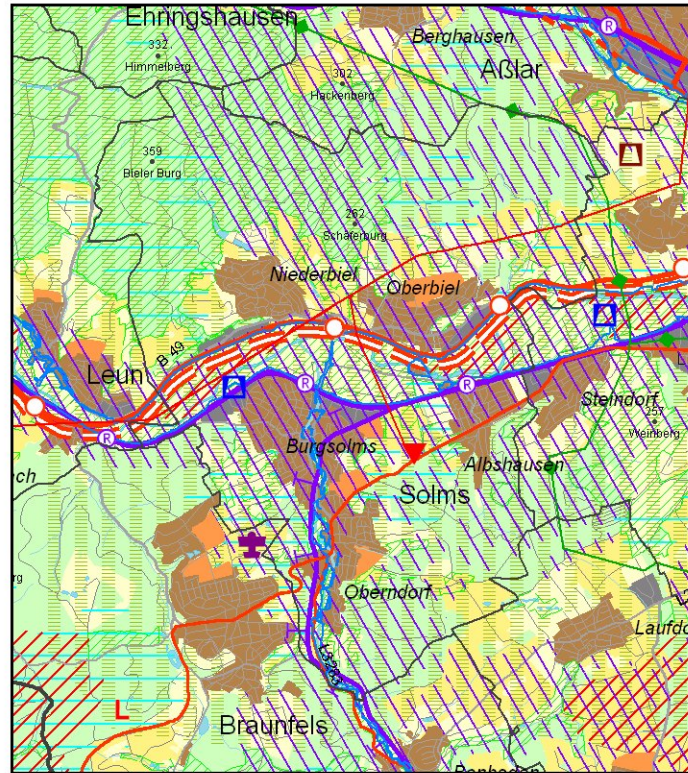 Ehringshausen
Berghausen
332
Himmelberg
Aßlar
302
Hackenberg
359
Bieler Burg
262
Schäferburg
Niederbiel
Oberbiel
B 49
Leun
Steindorf
257
Weinberg
Burgsolms
Albshausen
Solms
Oberndorf
Laufdo
L3283
L
Braunfels
R
R
R
R